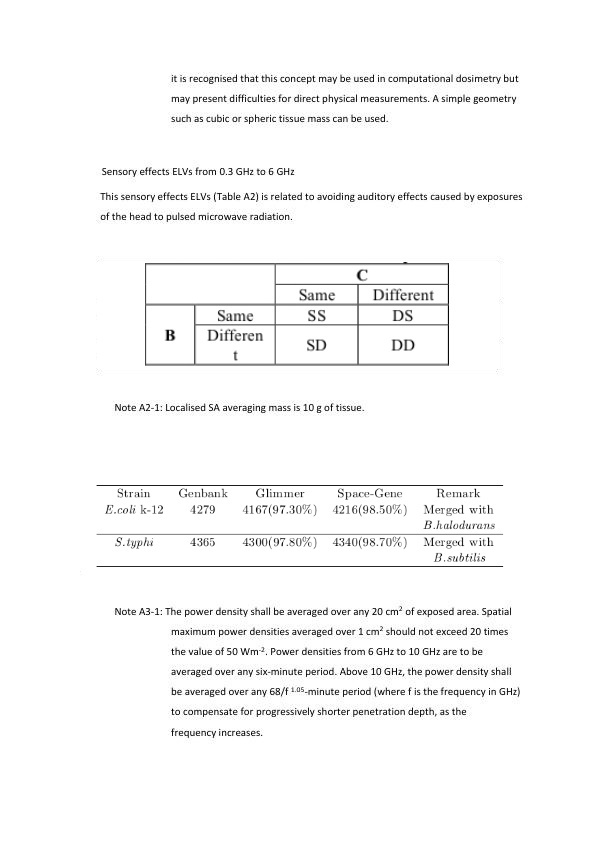 it is recognised that this concept may be used in computational dosimetry but
may present difficulties for direct physical measurements. A simple geometry
such as cubic or spheric tissue mass can be used.
Sensory effects ELVs from 0.3 GHz to 6 GHz
This sensory effects ELVs (Table A2) is related to avoiding auditory effects caused by exposures
of the head to pulsed microwave radiation.
C
Same Different
Same SS DS
B Differen SD DD
t
Note A2-1: Localised SA averaging mass is 10 g of tissue.
Strain Genbank Glimmer Space-Gene Remark
E.coli k-12 4279 4167(97.30%) 4216(98.50%) Merged with
B.halodurans
S.typhi 4365 4300(97.80%) 4340(98.70%) Merged with
B.subtilis
Note A3-1: The power density shall be averaged over any 20 cm² of exposed area. Spatial
maximum power densities averaged over 1 cm² should not exceed 20 times
the value of 50 Wm⁻². Power densities from 6 GHz to 10 GHz are to be
averaged over any six-minute period. Above 10 GHz, the power density shall
be averaged over any 68/f ¹·⁰⁵-minute period (where f is the frequency in GHz)
to compensate for progressively shorter penetration depth, as the
frequency increases.